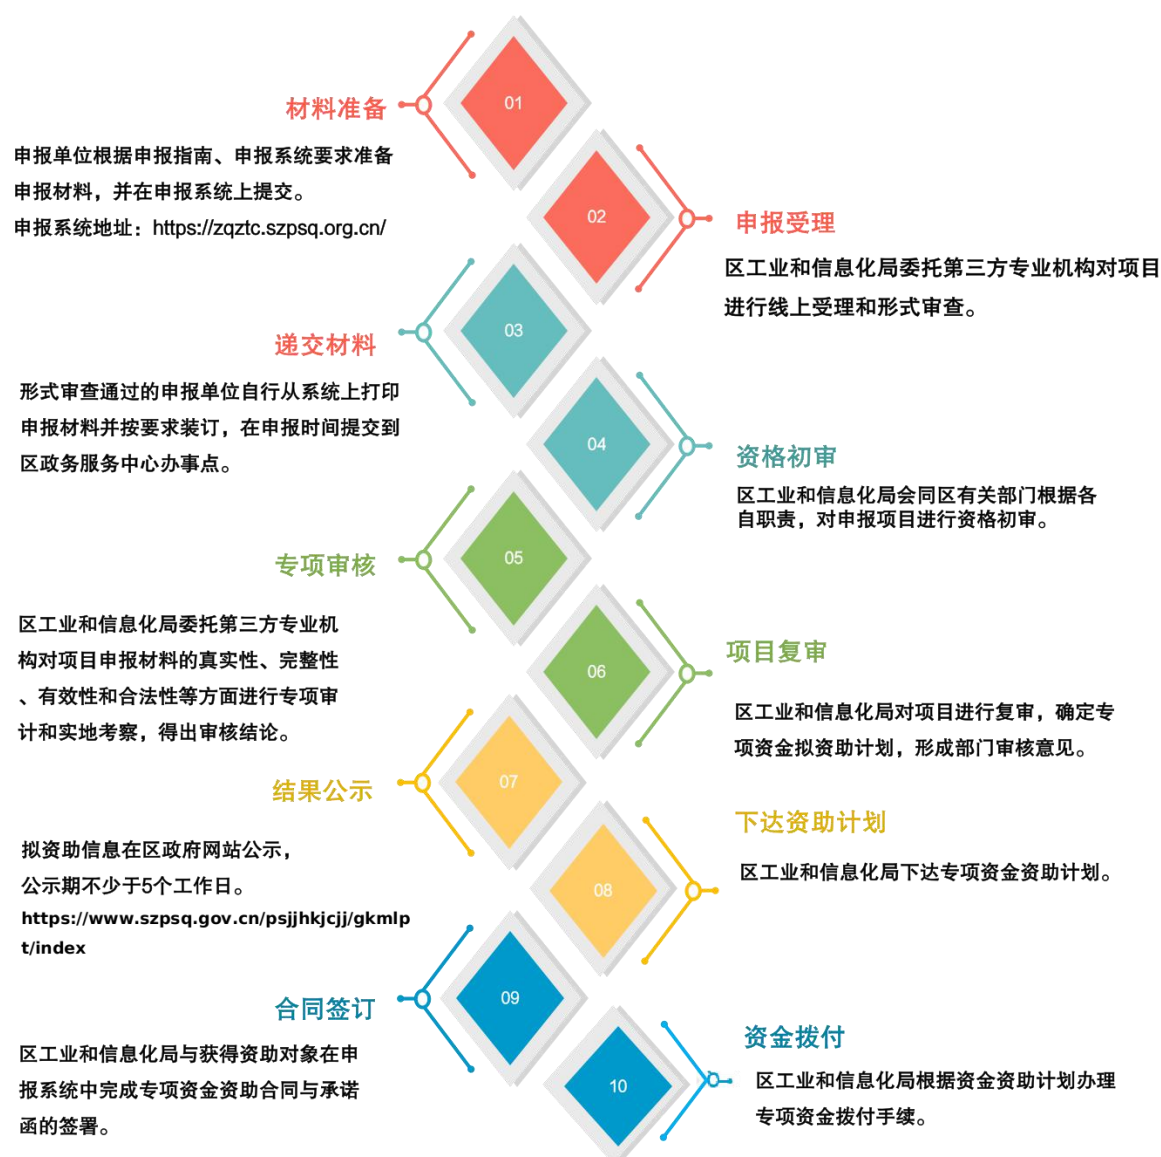 01
材料准备
申报单位根据申报指南、申报系统要求准备
申报材料，并在申报系统上提交。
申报系统地址：https://zqztc.szpsq.org.cn/
02
申报受理
区工业和信息化局委托第三方专业机构对项目
进行线上受理和形式审查。
03
递交材料
形式审查通过的申报单位自行从系统上打印
申报材料并按要求装订，在申报时间提交到
区政务服务中心办事点。
04
资格初审
区工业和信息化局会同区有关部门根据各
自职责，对申报项目进行资格初审。
05
专项审核
区工业和信息化局委托第三方专业机
构对项目申报材料的真实性、完整性
、有效性和合法性等方面进行专项审
计和实地考察，得出审核结论。
06
项目复审
区工业和信息化局对项目进行复审，确定专
项资金拟资助计划，形成部门审核意见。
07
结果公示
拟资助信息在区政府网站公示，
公示期不少于5个工作日。
https://www.szpsq.gov.cn/psjjhkjcjj/gkmlp
t/index
08
下达资助计划
区工业和信息化局下达专项资金资助计划。
09
合同签订
区工业和信息化局与获得资助对象在申
报系统中完成专项资金资助合同与承诺
函的签署。
10
资金拨付
区工业和信息化局根据资金资助计划办理
专项资金拨付手续。